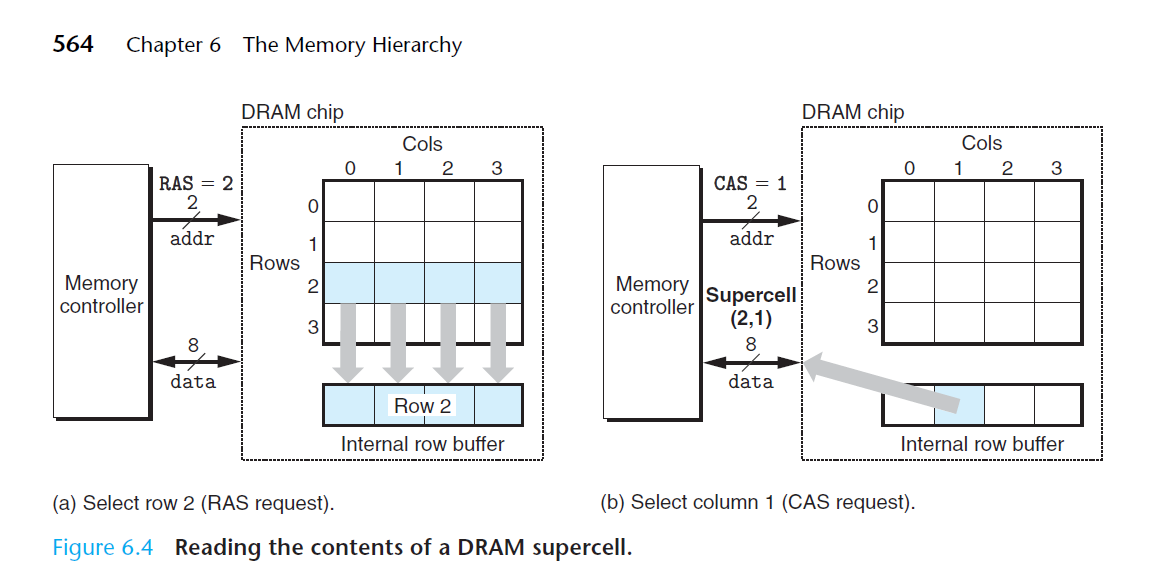 564 Chapter 6 The Memory Hierarchy
DRAM chip
Cols
0 1 2 3
RAS = 2
2
addr
0
1
Rows
2
3
Memory
controller
8
data
Row 2
Internal row buffer
(a) Select row 2 (RAS request).
DRAM chip
Cols
0 1 2 3
CAS = 1
2
addr
0
1
Rows
2
3
Memory
controller
Supercell
(2,1)
8
data
Internal row buffer
(b) Select column 1 (CAS request).
Figure 6.4 Reading the contents of a DRAM supercell.